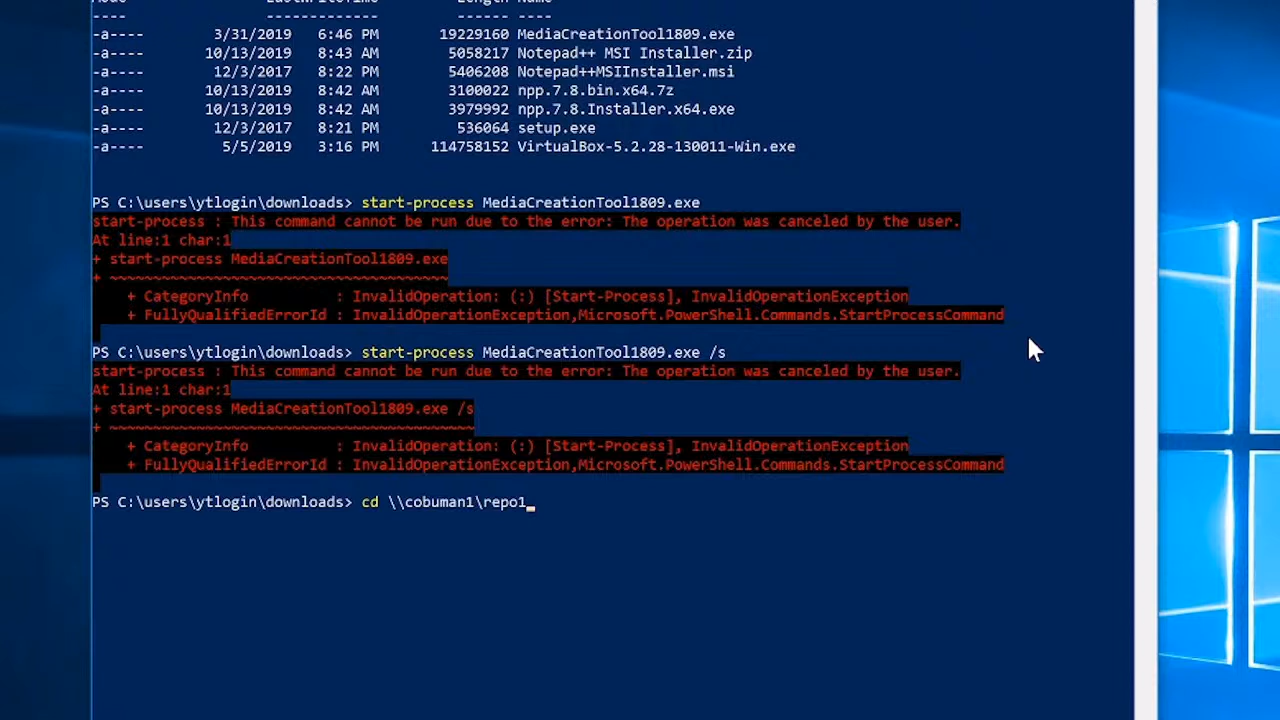 Mode LastWriteTime Length Name
---- ------------- ------ ----
-a---- 3/31/2019 6:46 PM 19229160 MediaCreationTool1809.exe
-a---- 10/13/2019 8:43 AM 5058217 Notepad++ MSI Installer.zip
-a---- 12/3/2017 8:22 PM 5406208 Notepad++MSIInstaller.msi
-a---- 10/13/2019 8:42 AM 3100022 npp.7.8.bin.x64.7z
-a---- 10/13/2019 8:42 AM 3979992 npp.7.8.Installer.x64.exe
-a---- 12/3/2017 8:21 PM 536064 setup.exe
-a---- 5/5/2019 3:16 PM 114758152 VirtualBox-5.2.28-130011-Win.exe
PS C:\users\ytlogin\downloads> start-process MediaCreationTool1809.exe
start-process : This command cannot be run due to the error: The operation was canceled by the user.
At line:1 char:1
+ start-process MediaCreationTool1809.exe
+ ~~~~~~~~~~~~~~~~~~~~~~~~~~~~~~~~~~~~~~~
+ CategoryInfo : InvalidOperation: (:) [Start-Process], InvalidOperationException
+ FullyQualifiedErrorId : InvalidOperationException,Microsoft.PowerShell.Commands.StartProcessCommand
PS C:\users\ytlogin\downloads> start-process MediaCreationTool1809.exe /s
start-process : This command cannot be run due to the error: The operation was canceled by the user.
At line:1 char:1
+ start-process MediaCreationTool1809.exe /s
+ ~~~~~~~~~~~~~~~~~~~~~~~~~~~~~~~~~~~~~~~~~~
+ CategoryInfo : InvalidOperation: (:) [Start-Process], InvalidOperationException
+ FullyQualifiedErrorId : InvalidOperationException,Microsoft.PowerShell.Commands.StartProcessCommand
PS C:\users\ytlogin\downloads> cd \\cobuman1\repo1